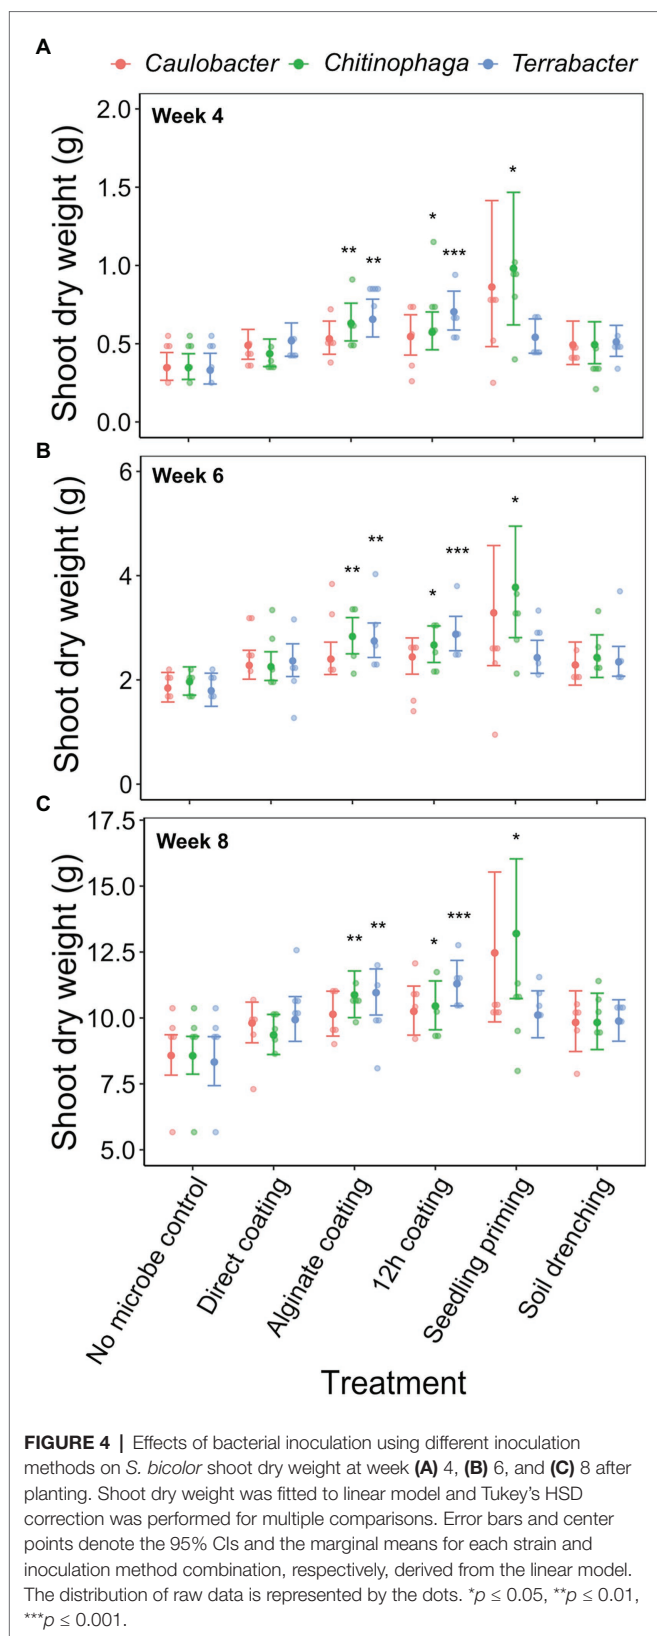 A
Caulobacter Chitinophaga Terrabacter
Week 4
Shoot dry weight (g)
2.0
1.5
1.0
0.5
0.0
*
*
** ** ***
B
Week 6
Shoot dry weight (g)
6
4
2
0
*
** ***
** *
C
Week 8
Shoot dry weight (g)
17.5
15.0
12.5
10.0
7.5
5.0
*
** ***
** *
No microbe control
Direct coating
Alginate coating
12h coating
Seedling priming
Soil drenching
Treatment
FIGURE 4 | Effects of bacterial inoculation using different inoculation
methods on S. bicolor shoot dry weight at week (A) 4, (B) 6, and (C) 8 after
planting. Shoot dry weight was fitted to linear model and Tukey's HSD
correction was performed for multiple comparisons. Error bars and center
points denote the 95% CIs and the marginal means for each strain and
inoculation method combination, respectively, derived from the linear model.
The distribution of raw data is represented by the dots. *p ≤ 0.05, **p ≤ 0.01,
***p ≤ 0.001.